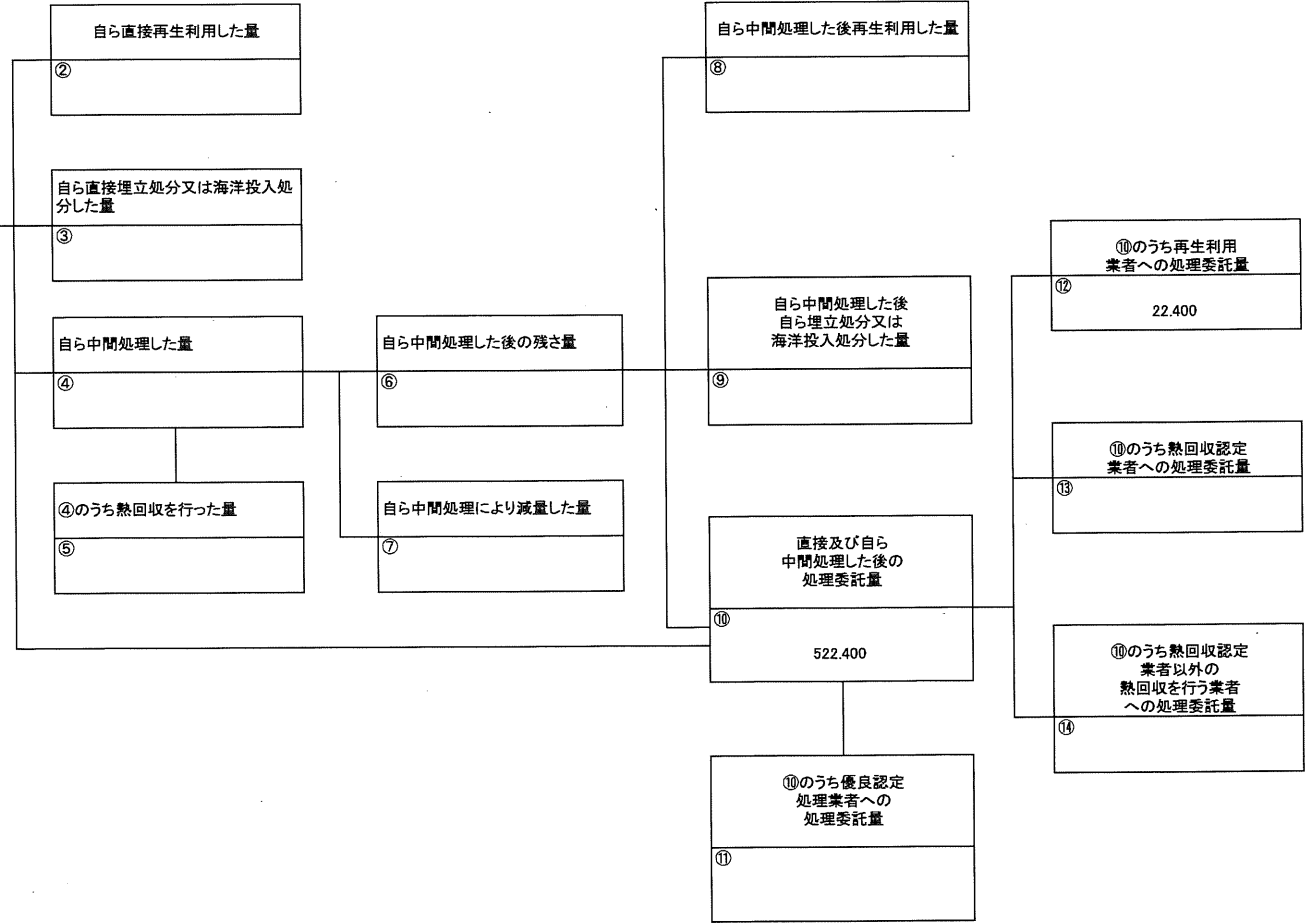 自ら直接再生利用した量
②
自ら直接埋立処分又は海洋投入処
分した量
③
自ら中間処理した量
④
④のうち熱回収を行った量
⑤
自ら中間処理した後の残さ量
⑥
自ら中間処理により減量した量
⑦
自ら中間処理した後再生利用した量
⑧
自ら中間処理した後
自ら埋立処分又は
海洋投入処分した量
⑨
直接及び自ら
中間処理した後の
処理委託量
⑩
522.400
⑩のうち優良認定
処理業者への
処理委託量
⑪
⑩のうち再生利用
業者への処理委託量
⑫
22.400
⑩のうち熱回収認定
業者への処理委託量
⑬
⑩のうち熱回収認定
業者以外の
熱回収を行う業者
への処理委託量
⑭